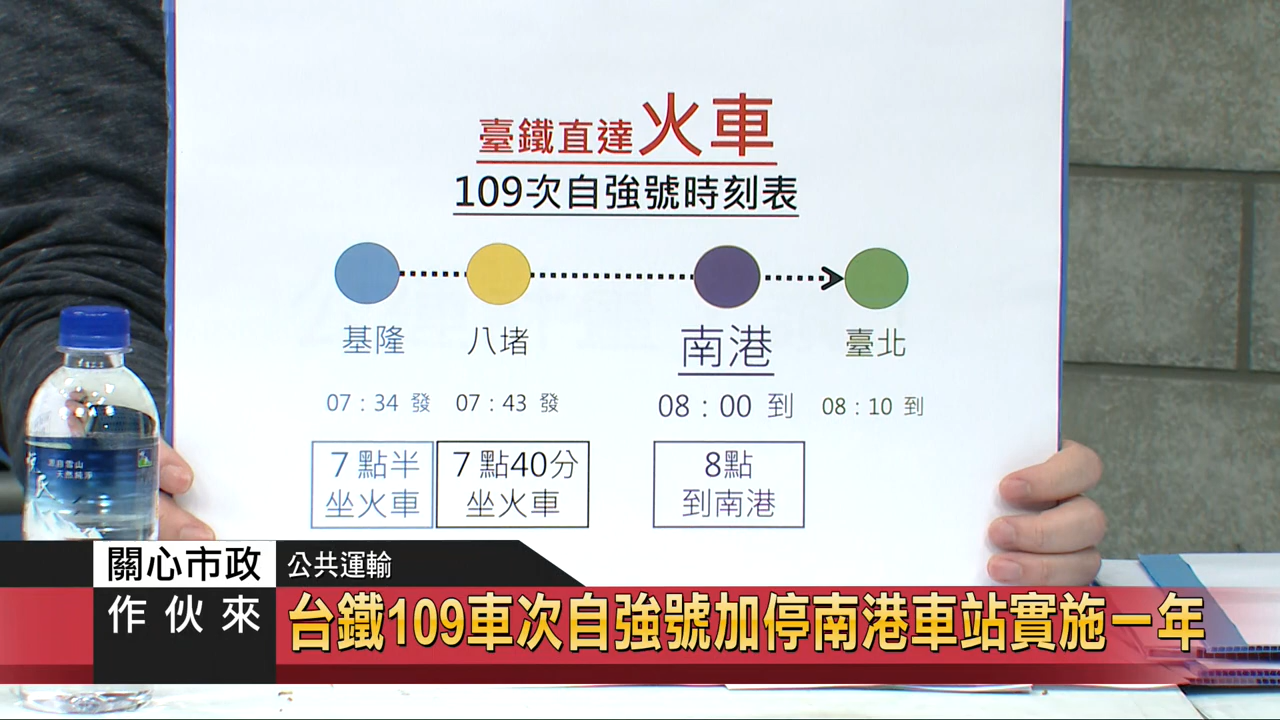 臺鐵直達火車
109次自強號時刻表
基隆 八堵 南港 臺北
07：34 發 07：43 發 08：00 到 08：10 到
7點半 7點40分 8點
坐火車 坐火車 到南港
天然純淨
關心市政 公共運輸
作伙來 台鐵109車次自強號加停南港車站實施一年